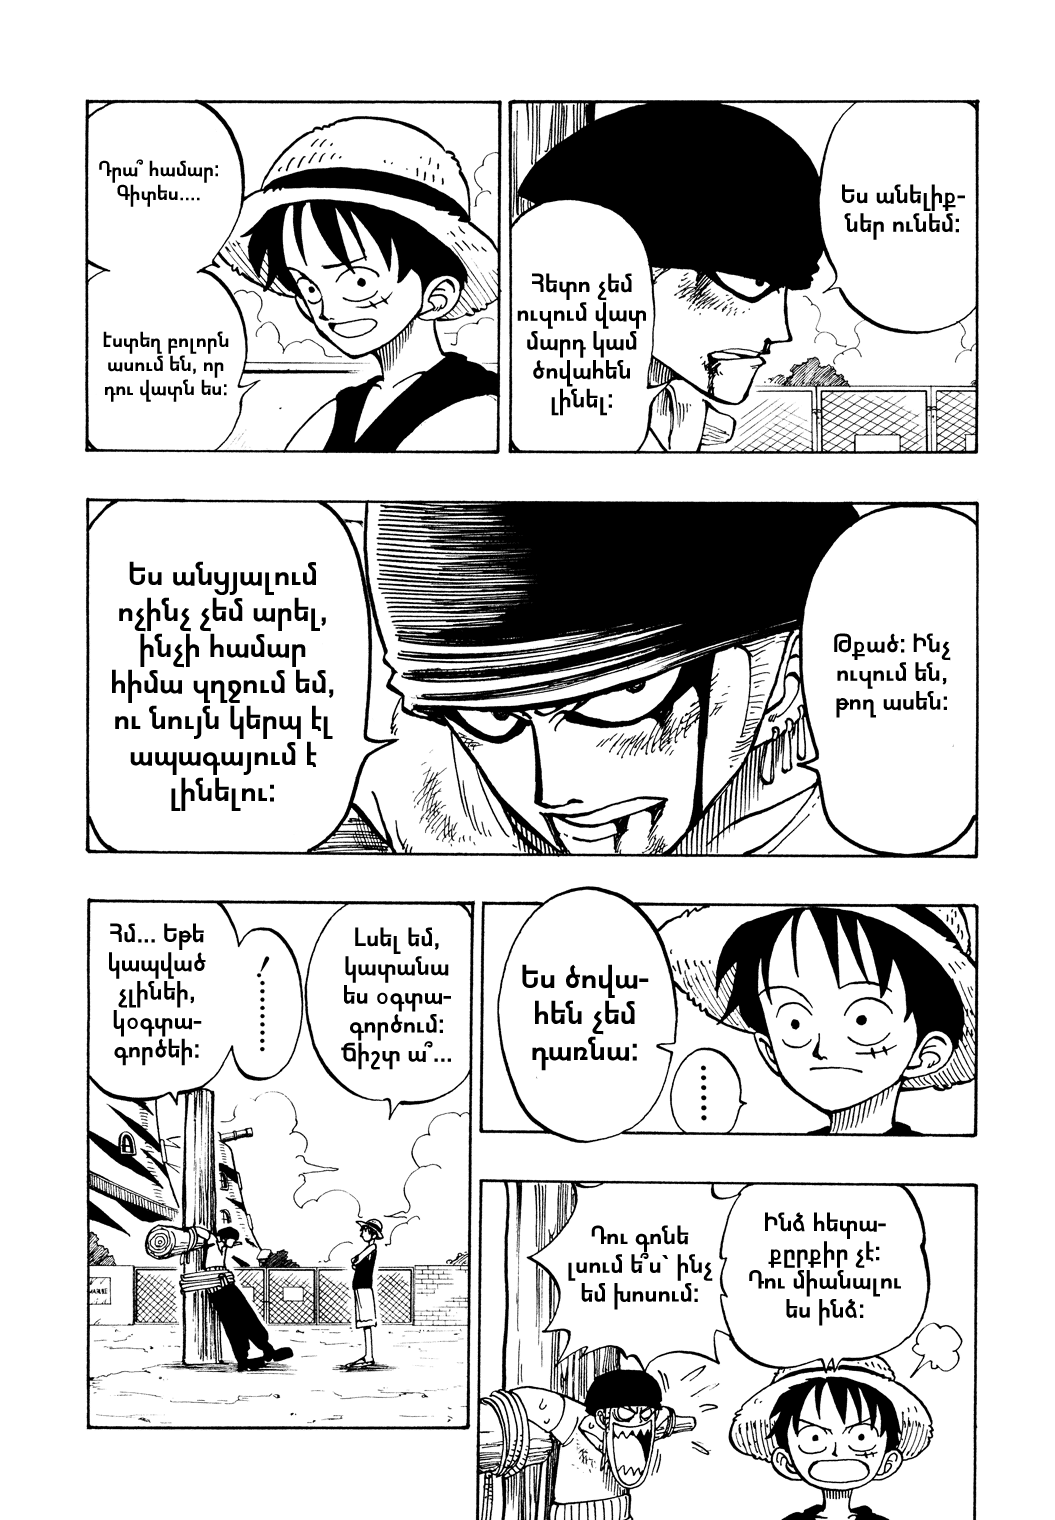 Ես անելիք-
ներ ունեմ:
Հետո չեմ
ուզում վատ
մարդ կամ
ծովահեն
լինել:
Դրա՞ համար:
Գիտես....
էստեղ բոլորն
ասում են, որ
դու վատն ես:
Թքած: Ինչ
ուզում են,
թող ասեն:
Ես անցյալում
ոչինչ չեմ արել,
ինչի համար
հիմա զղջում եմ,
ու նույն կերպ էլ
ապագայում է
լինելու:
Ես ծովա-
հեն չեմ
դառնա:
......
Լսել եմ,
կատանա
ես օգտա-
գործում:
Ճիշտ ա՞...
Հմ... Եթե
կապված
չլինեի,
կօգտա-
գործեի:
Ինձ հետա-
քըրքիր չէ:
Դու միանալու
ես ինձ:
Դու գոնե
լսում ե՞ս՝ ինչ
եմ խոսում: